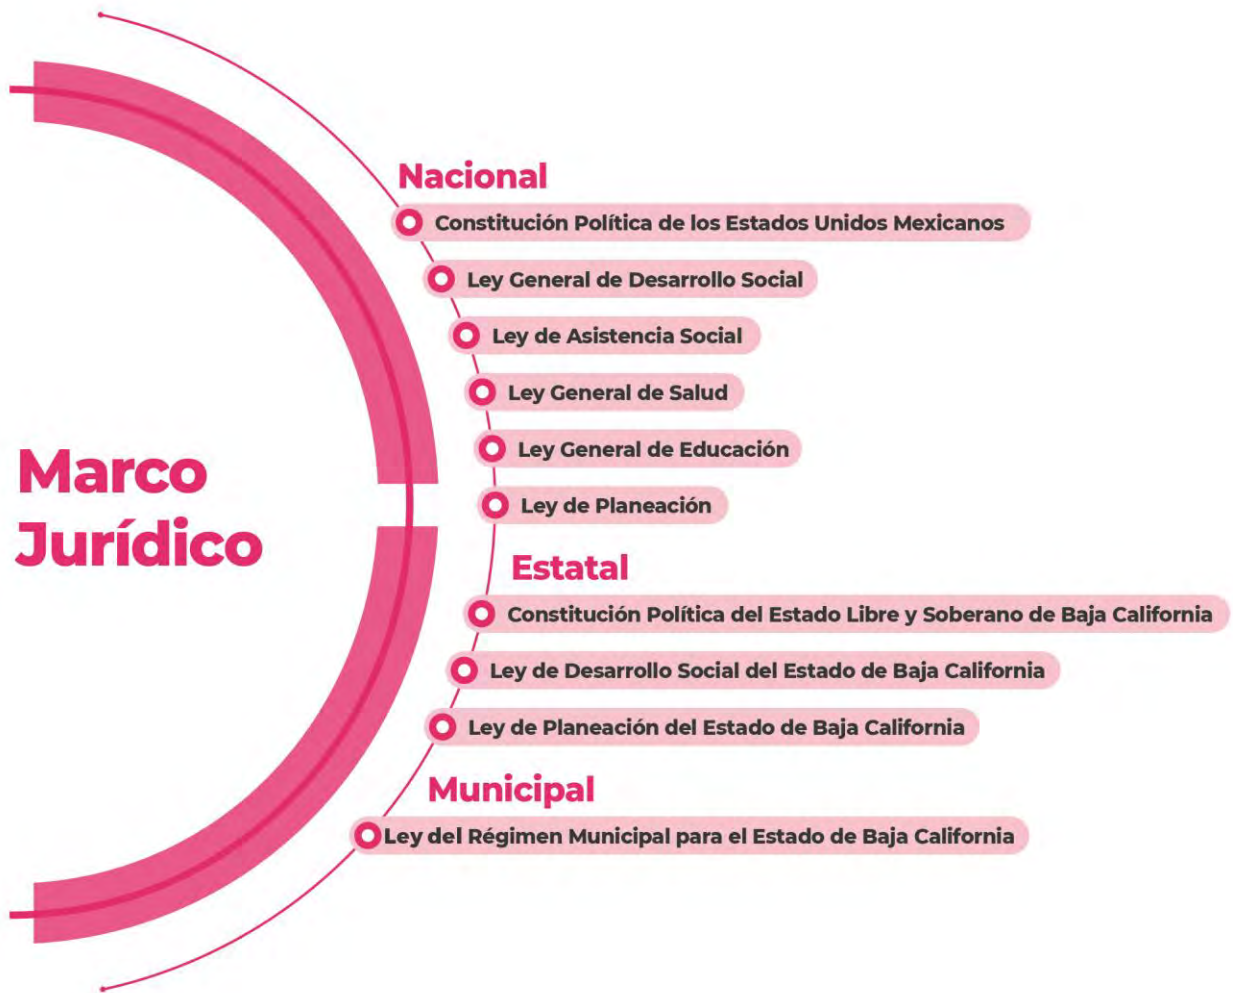 Marco
Jurídico
Nacional
Constitución Política de los Estados Unidos Mexicanos
Ley General de Desarrollo Social
Ley de Asistencia Social
Ley General de Salud
Ley General de Educación
Ley de Planeación
Estatal
Constitución Política del Estado Libre y Soberano de Baja California
Ley de Desarrollo Social del Estado de Baja California
Ley de Planeación del Estado de Baja California
Municipal
Ley del Régimen Municipal para el Estado de Baja California